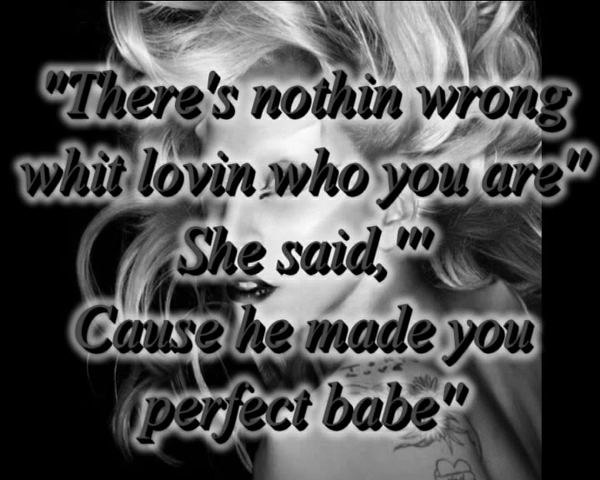 "There's nothin wrong
whit lovin who you are"
She said,'"
Cause he made you
perfect babe"